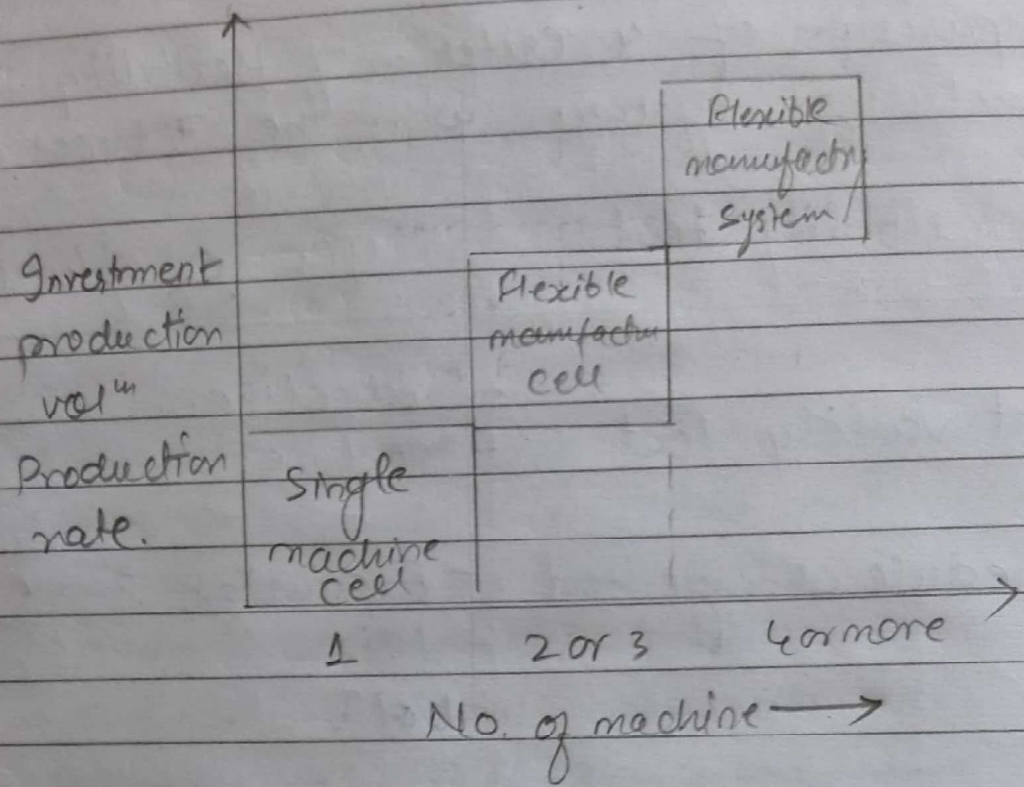 Flexible
manufactn
system
Investment
production
volm
Production
rate.
Flexible
manufactu
cell
Single
machine
cell
1 2 or 3 4 or more
No. of machine →